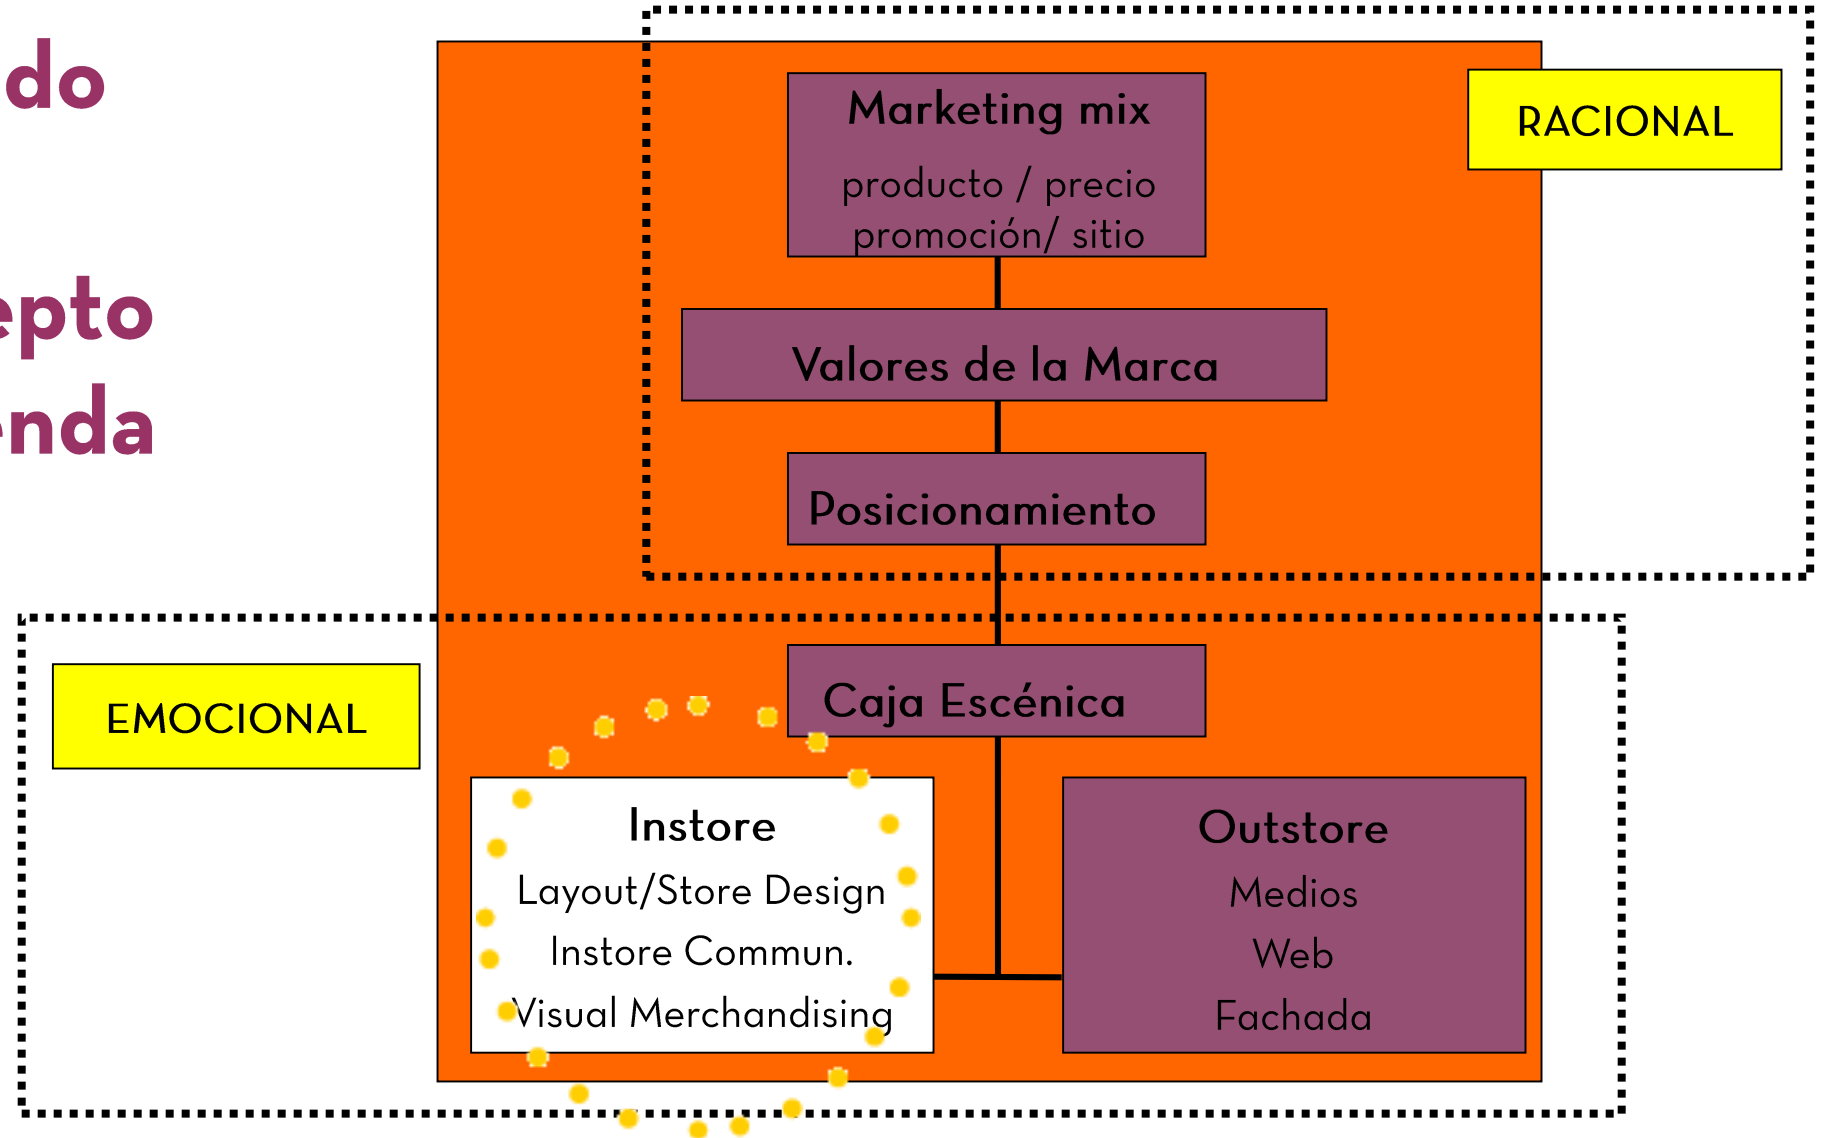 do
epto
enda
Marketing mix
producto / precio
promoción/ sitio
RACIONAL
Valores de la Marca
Posicionamiento
Caja Escénica
EMOCIONAL
Instore
Layout/Store Design
Instore Commun.
Visual Merchandising
Outstore
Medios
Web
Fachada